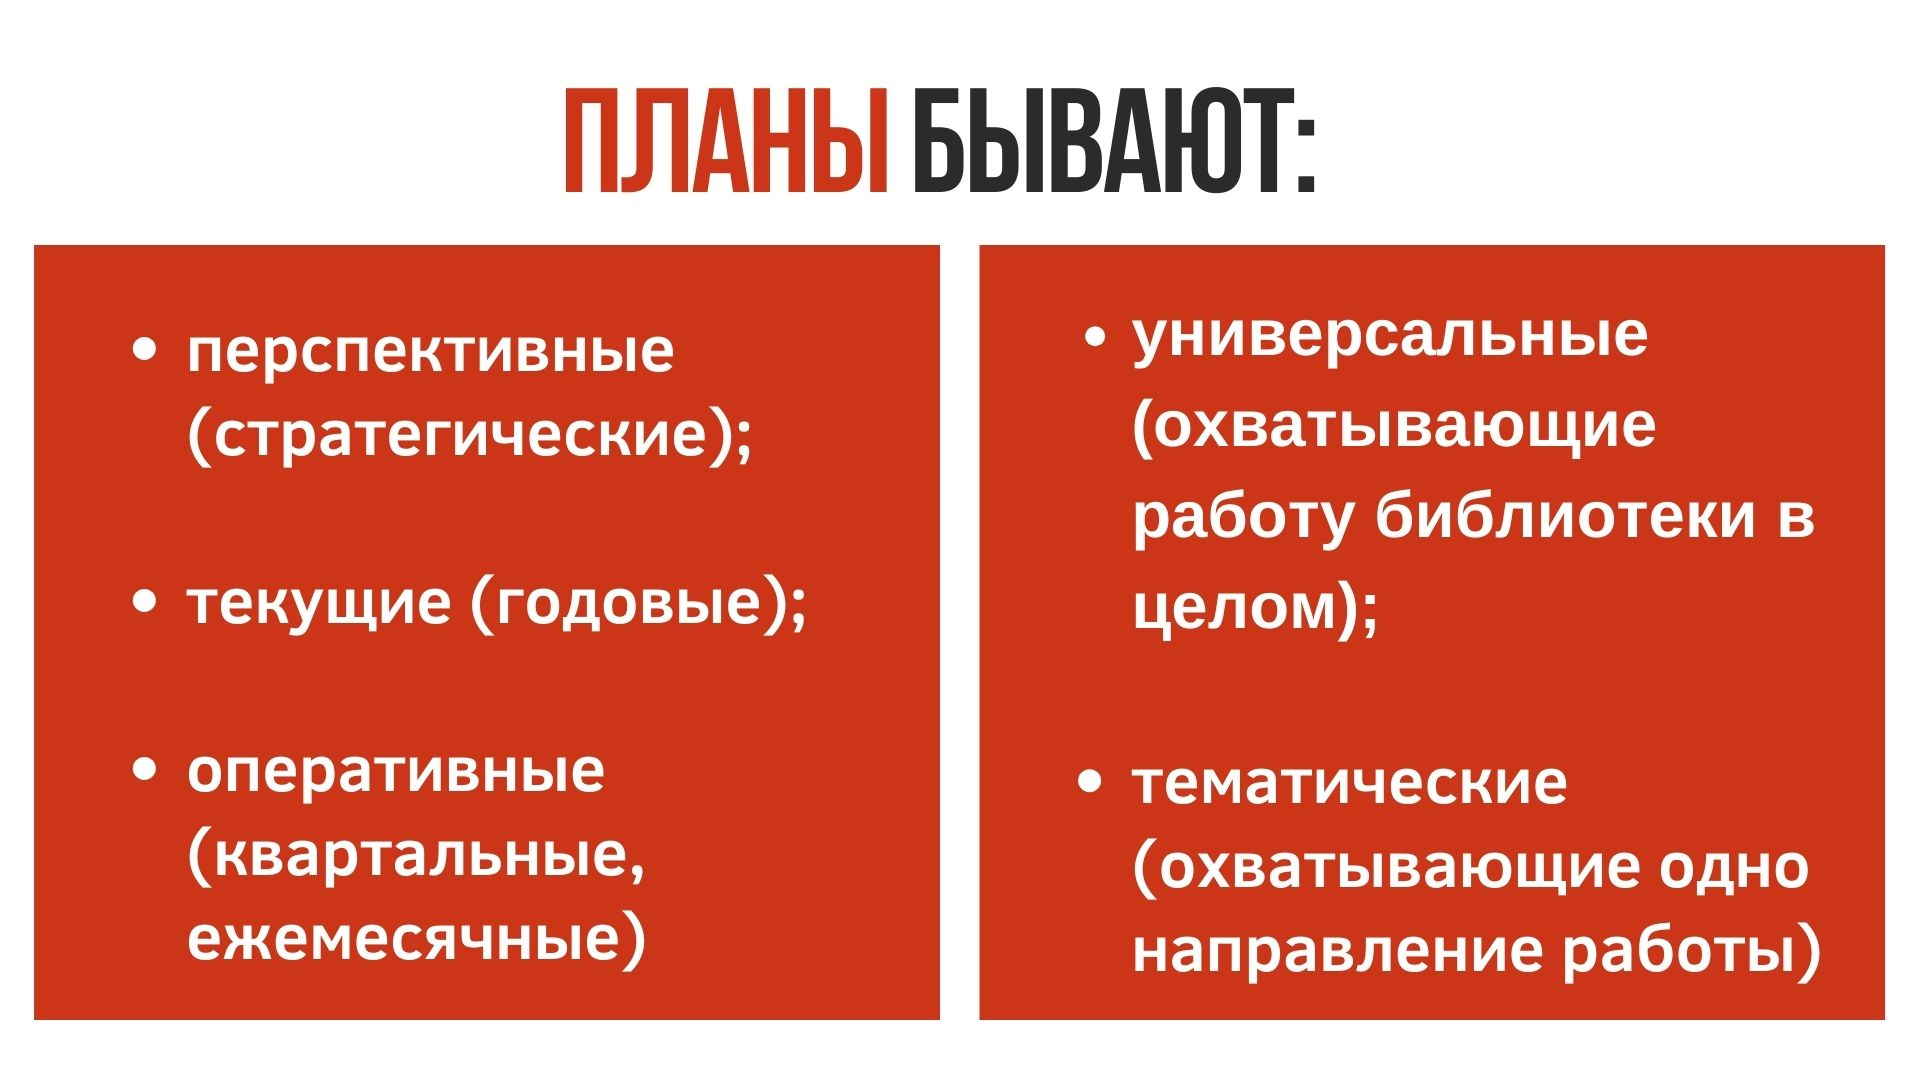 ПЛАНЫ БЫВАЮТ:
• перспективные
(стратегические);
• текущие (годовые);
• оперативные
(квартальные,
ежемесячные)
• универсальные
(охватывающие
работу библиотеки в
целом);
• тематические
(охватывающие одно
направление работы)